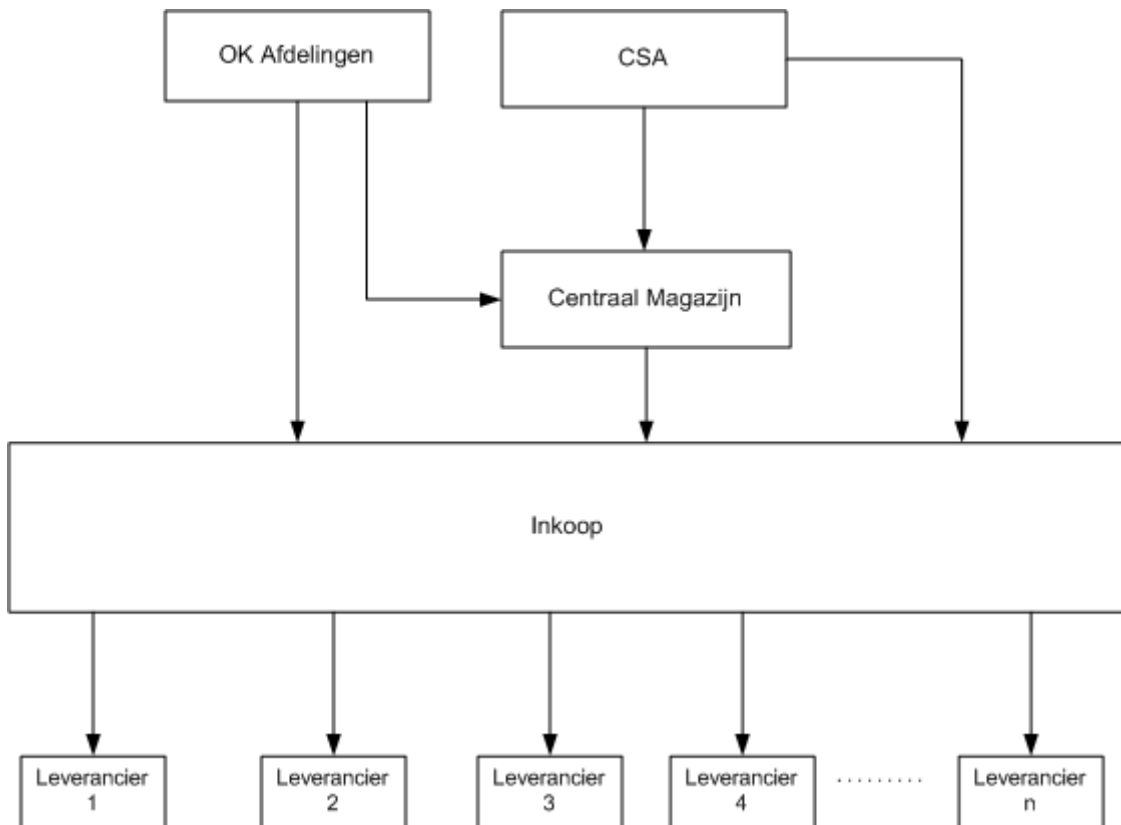 OK Afdelingen
CSA
Centraal Magazijn
Inkoop
Leverancier
1
Leverancier
2
Leverancier
3
Leverancier
4
.........
Leverancier
n